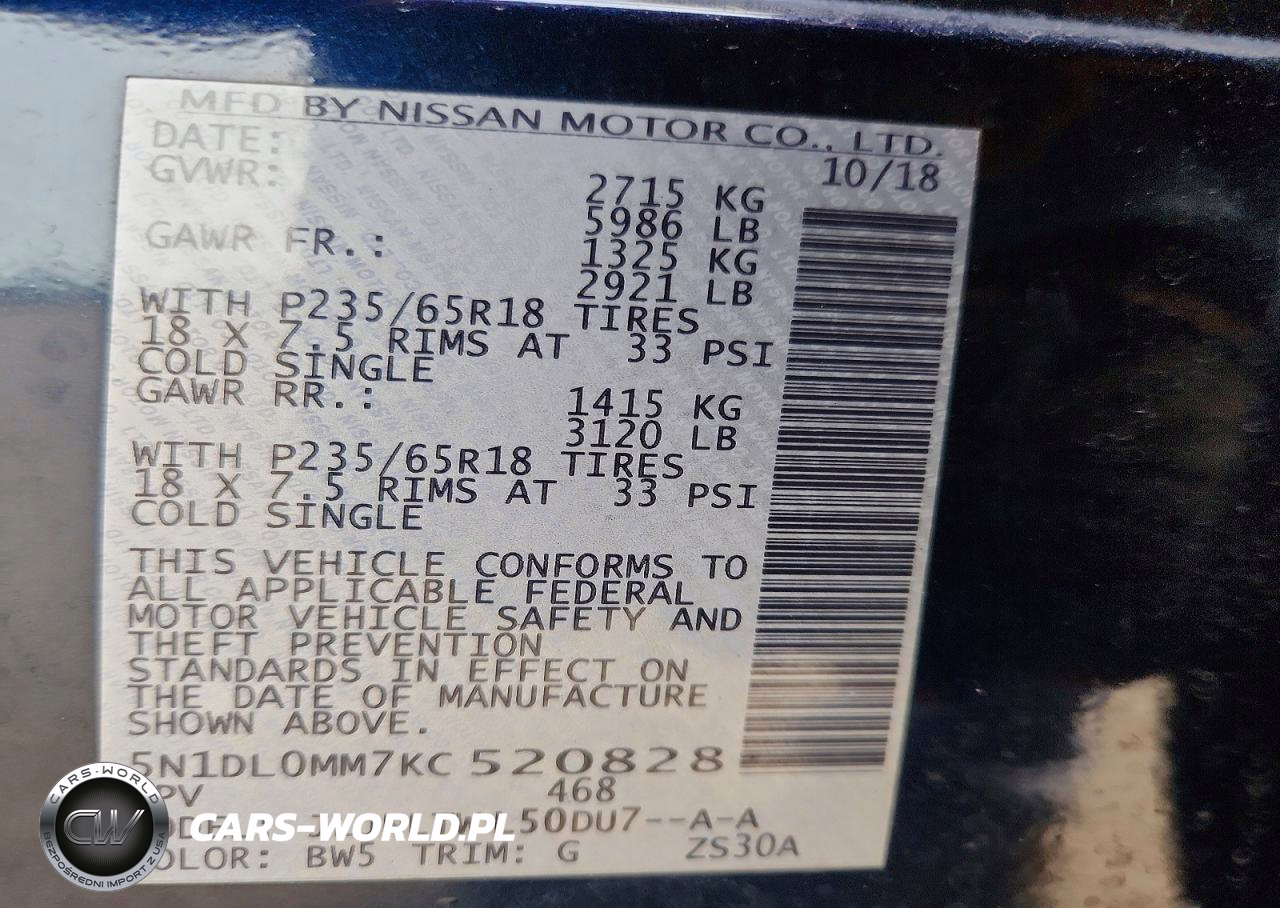 MFD BY NISSAN MOTOR CO., LTD.
DATE: 10/18
GVWR: 2715 KG
5986 LB
GAWR FR.: 1325 KG
2921 LB
WITH P235/65R18 TIRES
18 X 7.5 RIMS AT 33 PSI
COLD SINGLE
GAWR RR.: 1415 KG
3120 LB
WITH P235/65R18 TIRES
18 X 7.5 RIMS AT 33 PSI
COLD SINGLE
THIS VEHICLE CONFORMS TO
ALL APPLICABLE FEDERAL
MOTOR VEHICLE SAFETY AND
THEFT PREVENTION
STANDARDS IN EFFECT ON
THE DATE OF MANUFACTURE
SHOWN ABOVE.
5N1DL0MM7KC520828
468
50DU7--A-A
BW5 TRIM: G ZS30A
CARS-WORLD
CW
BEZPOŚREDNI IMPORT Z USA
CARS-WORLD.PL